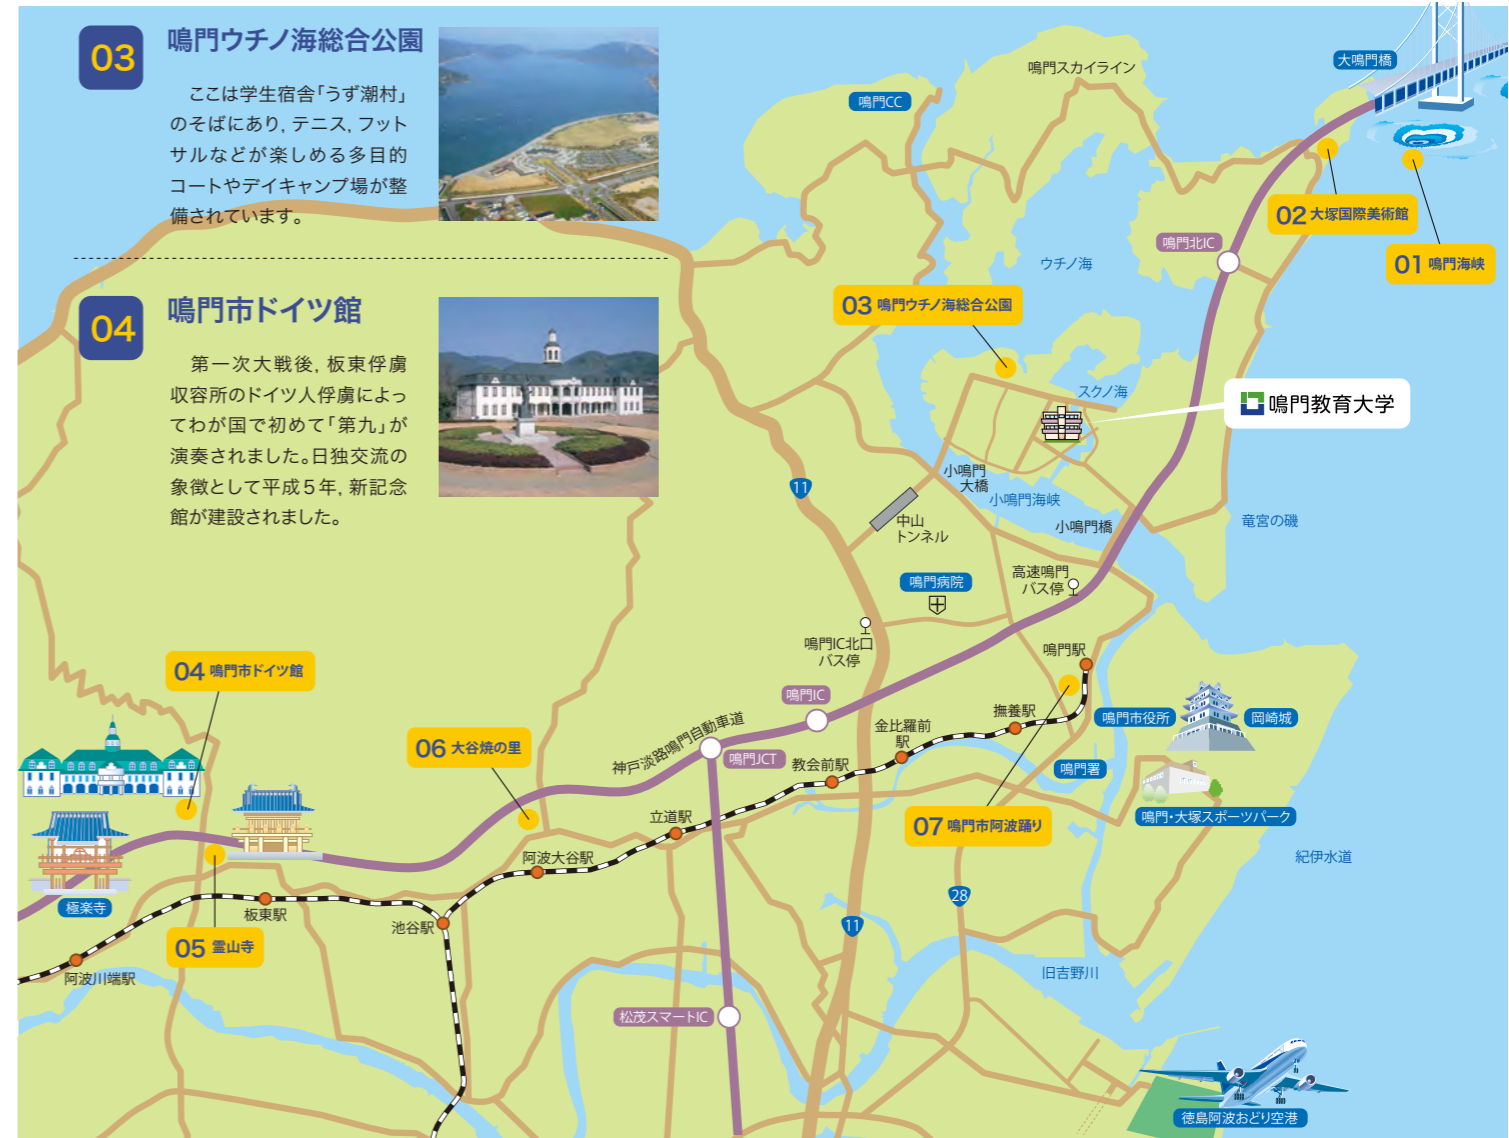 03
鳴門ウチノ海総合公園
ここは学生宿舎「うず潮村」
のそばにあり，テニス，フット
サルなどが楽しめる多目的
コートやデイキャンプ場が整
備されています。
04
鳴門市ドイツ館
第一次大戦後，板東俘虜
収容所のドイツ人俘虜によっ
てわが国で初めて「第九」が
演奏されました。日独交流の
象徴として平成5年，新記念
館が建設されました。
大鳴門橋
鳴門スカイライン
鳴門CC
02 大塚国際美術館
鳴門北IC
01 鳴門海峡
ウチノ海
03 鳴門ウチノ海総合公園
スクノ海
鳴門教育大学
小鳴門
大橋
小鳴門海峡
11
中山
トンネル
小鳴門橋
竜宮の磯
高速鳴門
バス停
鳴門病院
鳴門IC北口
バス停
鳴門駅
04 鳴門市ドイツ館
鳴門IC
撫養駅
鳴門市役所
岡崎城
金比羅前
駅
06 大谷焼の里
神戸淡路鳴門自動車道
鳴門JCT
教会前駅
鳴門署
立道駅
07 鳴門市阿波踊り
鳴門・大塚スポーツパーク
阿波大谷駅
紀伊水道
28
極楽寺
板東駅
池谷駅
11
05 霊山寺
阿波川端駅
旧吉野川
松茂スマートIC
徳島阿波おどり空港